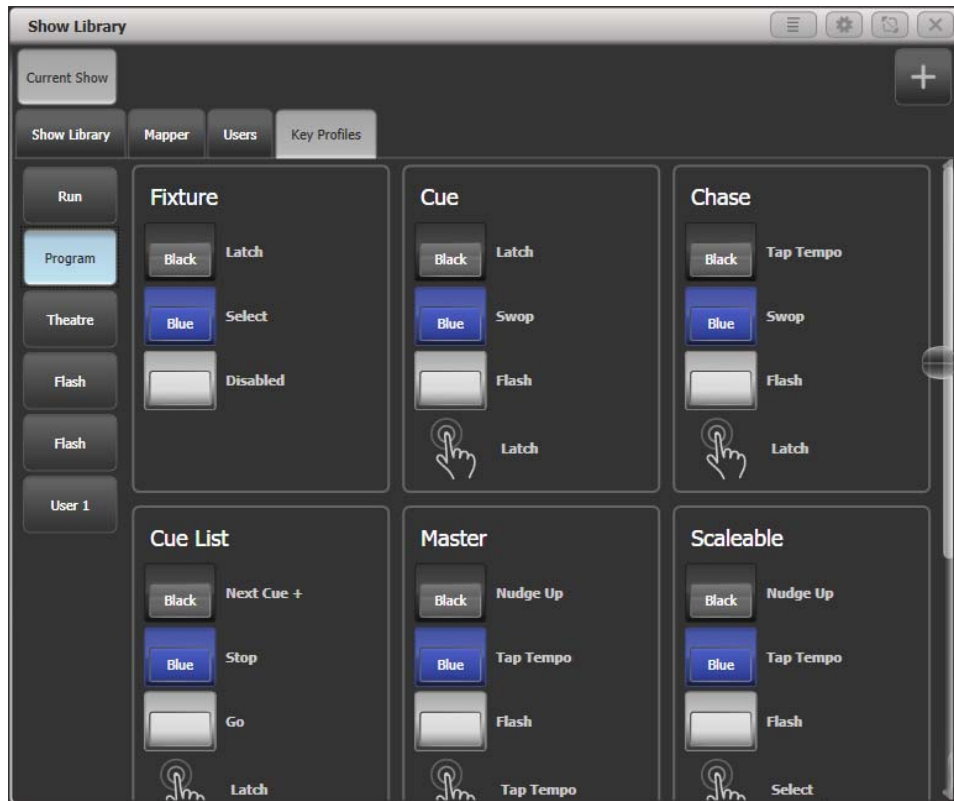 Show Library
Current Show
Show Library
Mapper
Users
Key Profiles
Run
Program
Theatre
Flash
Flash
User 1
Fixture
Black
Latch
Blue
Select
Disabled
Cue
Black
Latch
Blue
Swop
Flash
Latch
Chase
Black
Tap Tempo
Blue
Swop
Flash
Latch
Cue List
Black
Next Cue +
Blue
Stop
Go
Latch
Master
Black
Nudge Up
Blue
Tap Tempo
Flash
Tap Tempo
Scaleable
Black
Nudge Up
Blue
Tap Tempo
Flash
Select